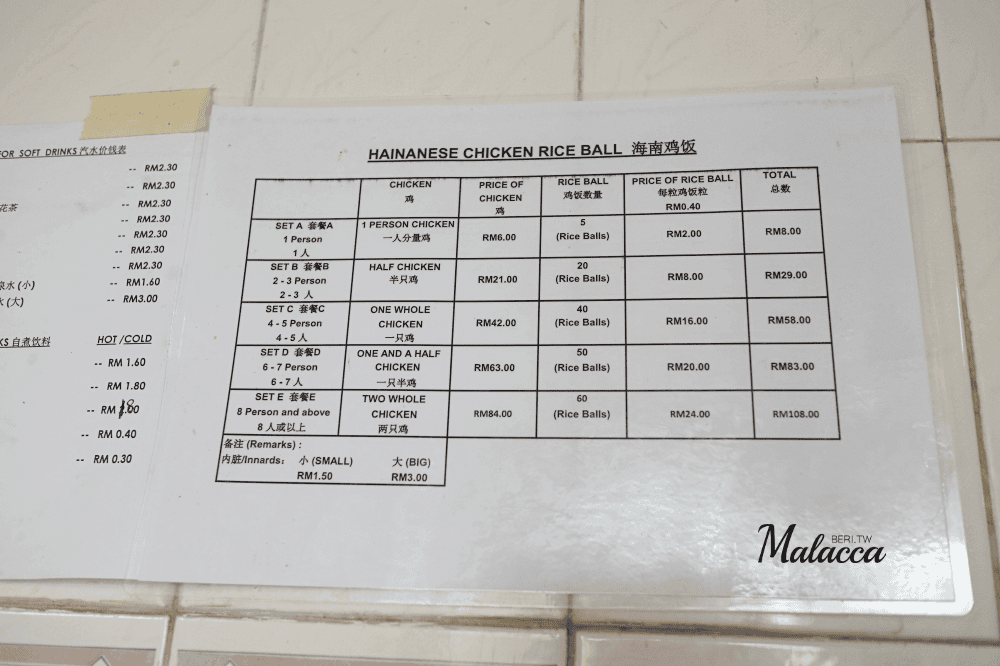 FOR SOFT DRINKS 汽水价钱表
-- RM2.30
-- RM2.30
花茶 -- RM2.30
-- RM2.30
-- RM2.30
-- RM2.30
-- RM2.30
泉水 (小) -- RM1.60
水 (大) -- RM3.00
KS 自煮饮料 HOT /COLD
-- RM 1.60
-- RM 1.80
-- RM
-- RM 0.40
-- RM 0.30
HAINANESE CHICKEN RICE BALL 海南鸡饭
CHICKEN
鸡
PRICE OF
CHICKEN
鸡
RICE BALL
鸡饭数量
PRICE OF RICE BALL
每粒鸡饭粒
RM0.40
TOTAL
总数
SET A 套餐A
1 Person
1 人
1 PERSON CHICKEN
一人分量鸡
RM6.00
5
(Rice Balls)
RM2.00
RM8.00
SET B 套餐B
2 - 3 Person
2 - 3 人
HALF CHICKEN
半只鸡
RM21.00
20
(Rice Balls)
RM8.00
RM29.00
SET C 套餐C
4 - 5 Person
4 - 5 人
ONE WHOLE
CHICKEN
一只鸡
RM42.00
40
(Rice Balls)
RM16.00
RM58.00
SET D 套餐D
6 - 7 Person
6 - 7 人
ONE AND A HALF
CHICKEN
一只半鸡
RM63.00
50
(Rice Balls)
RM20.00
RM83.00
SET E 套餐E
8 Person and above
8 人或以上
TWO WHOLE
CHICKEN
两只鸡
RM84.00
60
(Rice Balls)
RM24.00
RM108.00
备注 (Remarks) :
内脏/Innards: 小 (SMALL) 大 (BIG)
RM1.50 RM3.00
BERI.TW
Malacca